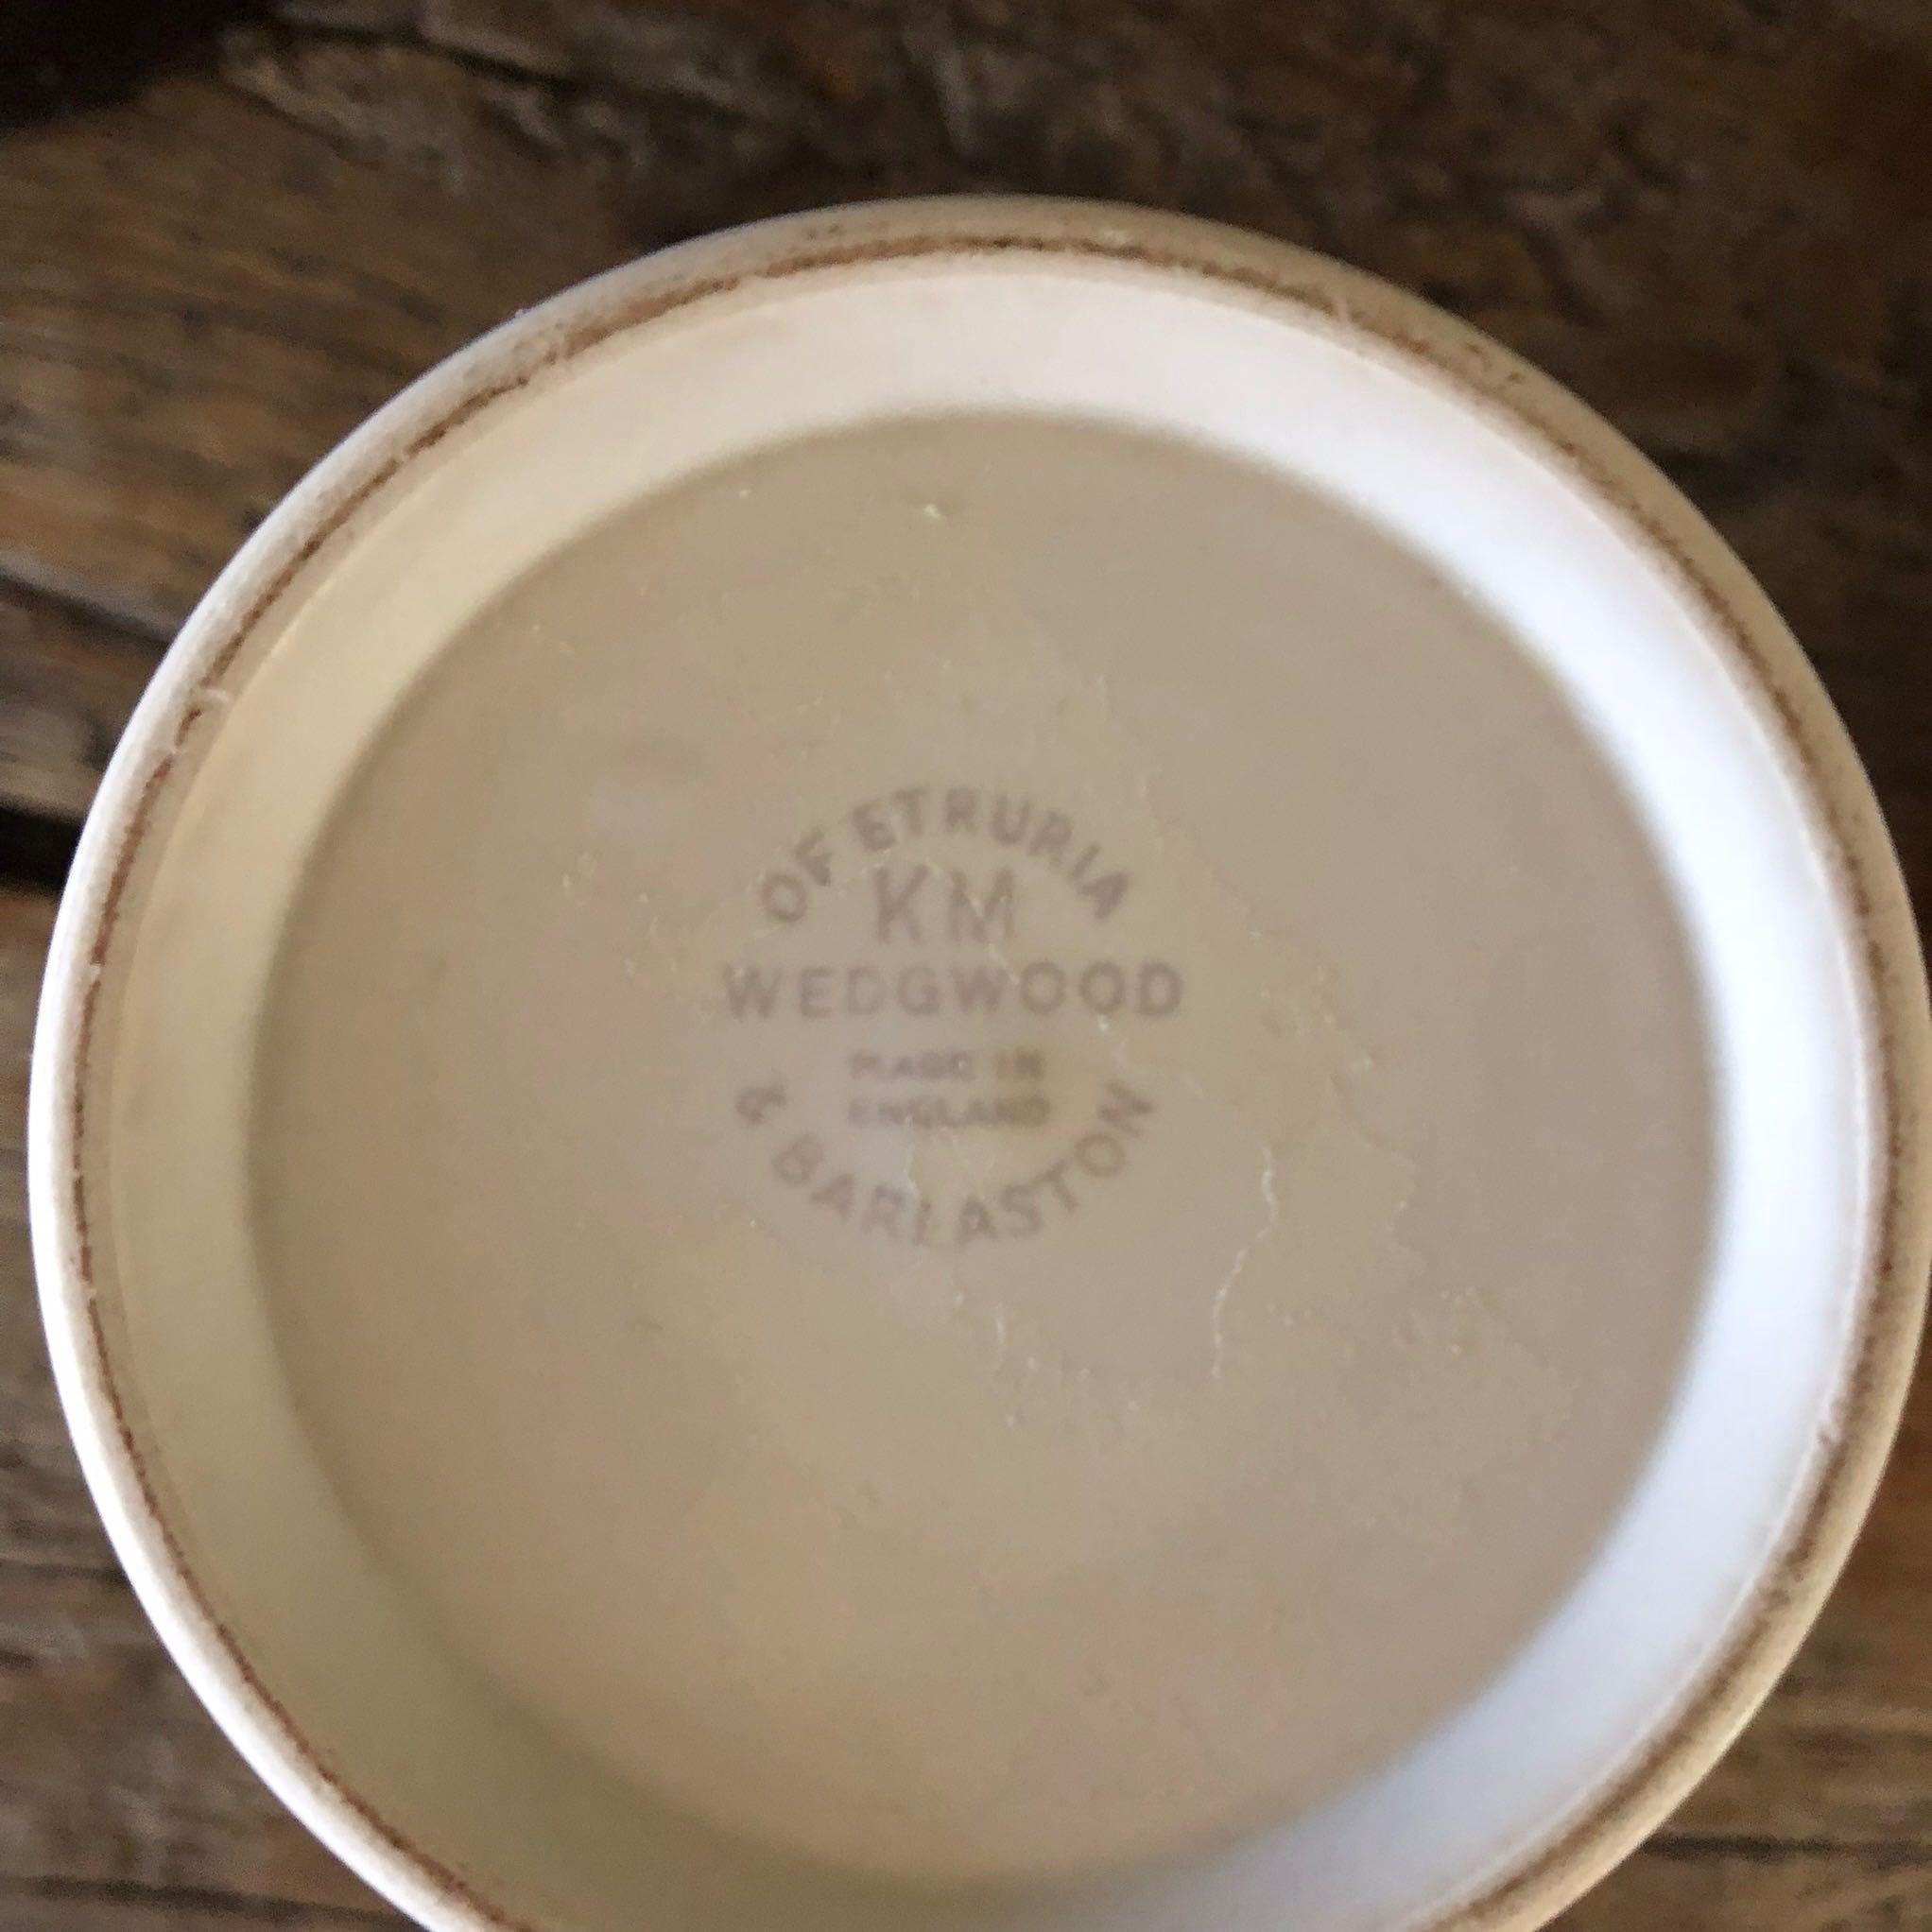 OF ETRURIA
KM
WEDGWOOD
MADE IN
ENGLAND
& BARLASTON